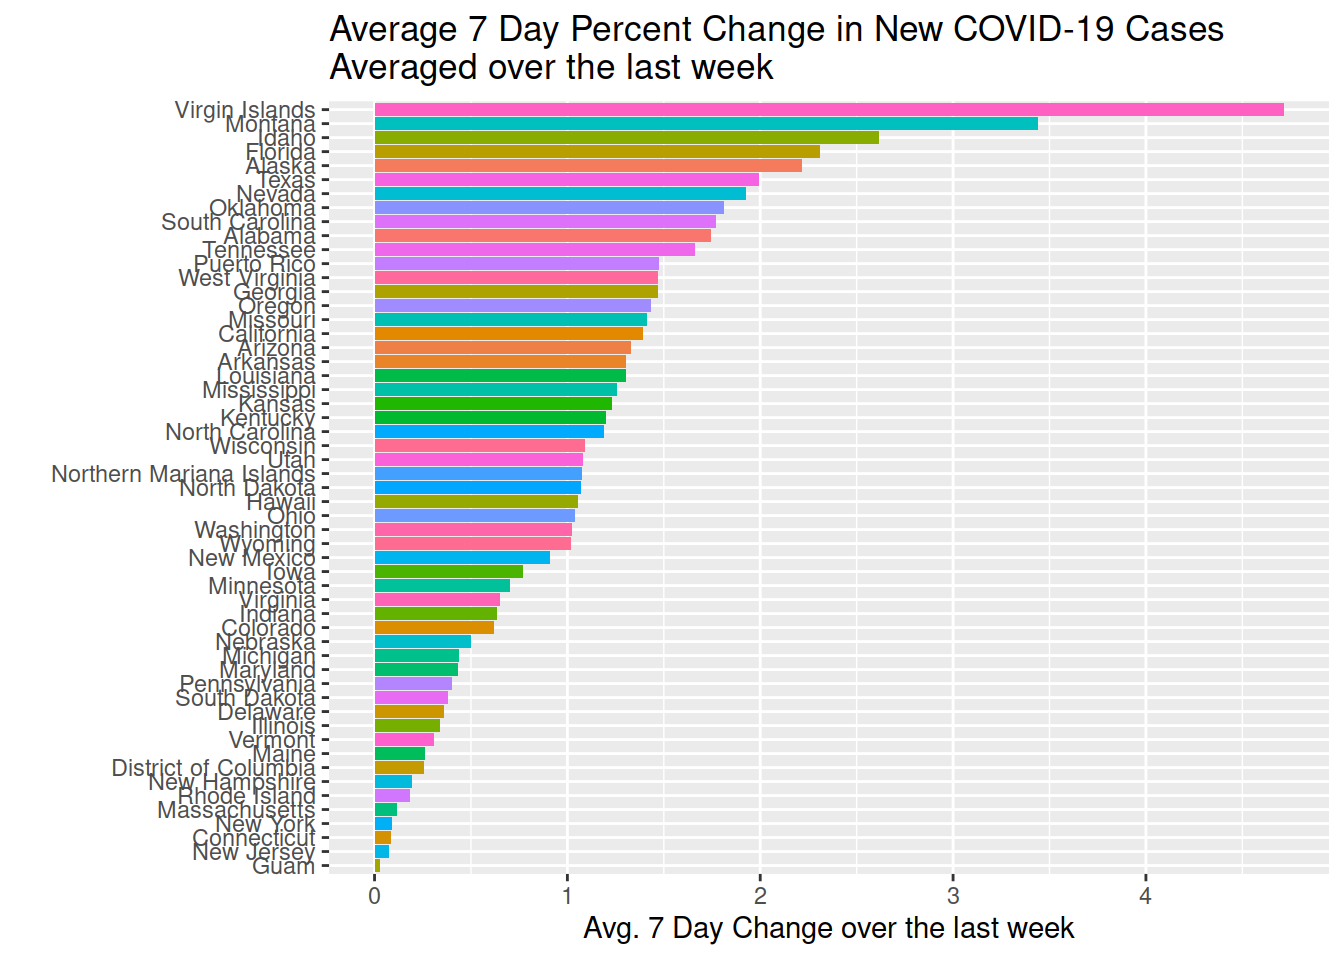 Average 7 Day Percent Change in New COVID-19 Cases
Averaged over the last week
Virgin Islands
Montana
Idaho
Florida
Alaska
Texas
Nevada
Oklahoma
South Carolina
Alabama
Tennessee
Puerto Rico
West Virginia
Georgia
Oregon
Missouri
California
Arizona
Arkansas
Louisiana
Mississippi
Kansas
Kentucky
North Carolina
Wisconsin
Utah
Northern Mariana Islands
North Dakota
Hawaii
Ohio
Washington
Wyoming
New Mexico
Iowa
Minnesota
Virginia
Indiana
Colorado
Nebraska
Michigan
Maryland
Pennsylvania
South Dakota
Delaware
Illinois
Vermont
Maine
District of Columbia
New Hampshire
Rhode Island
Massachusetts
New York
Connecticut
New Jersey
Guam
0 1 2 3 4
Avg. 7 Day Change over the last week